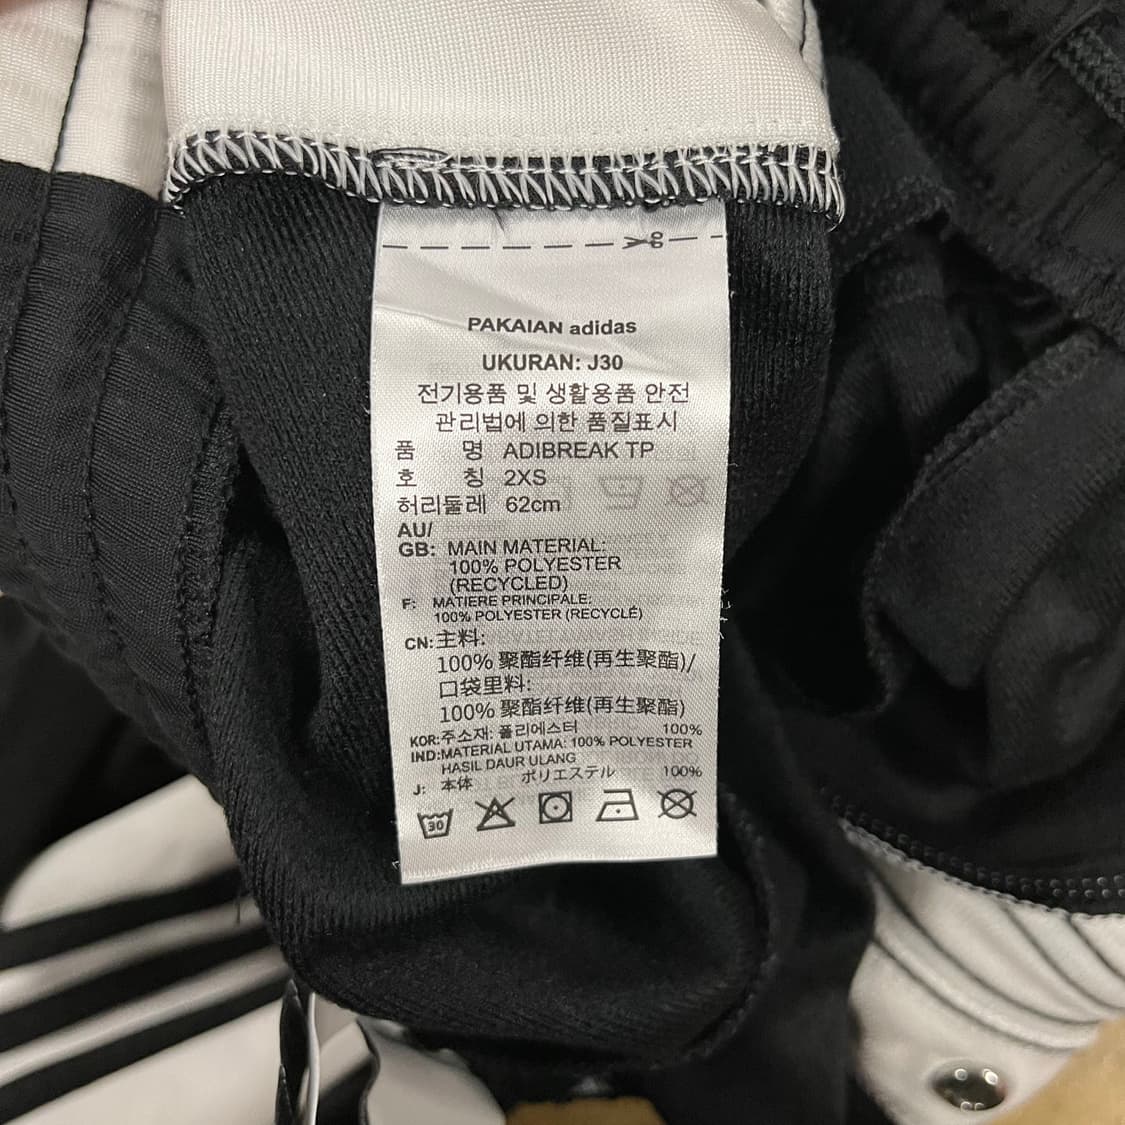 PAKAIAN adidas
UKURAN: J30
전기용품 및 생활용품 안전
관리법에 의한 품질표시
품 명 ADIBREAK TP
호 칭 2XS
허리둘레 62cm
AU/
GB: MAIN MATERIAL:
100% POLYESTER
(RECYCLED)
F: MATIERE PRINCIPALE:
100% POLYESTER (RECYCLÉ)
CN: 主料:
100% 聚酯纤维(再生聚酯)/
口袋里料:
100% 聚酯纤维(再生聚酯)
KOR: 주소재: 폴리에스터 100%
IND: MATERIAL UTAMA: 100% POLYESTER
HASIL DAUR ULANG
J: 本体 ポリエステル 100%
30